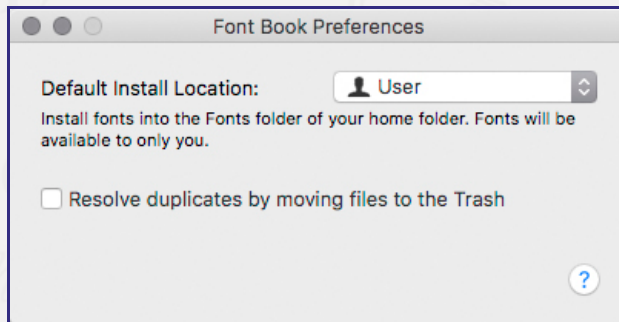 Font Book Preferences
Default Install Location: User
Install fonts into the Fonts folder of your home folder. Fonts will be
available to only you.
Resolve duplicates by moving files to the Trash
?